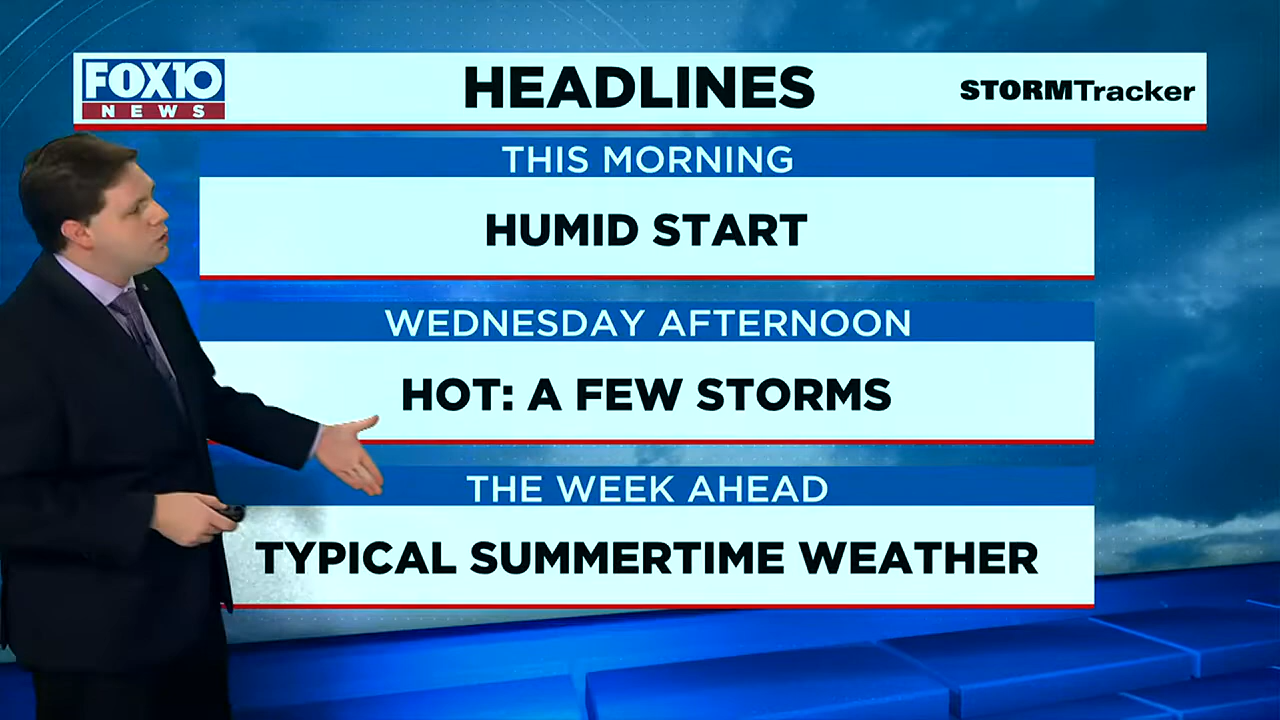 FOX10
NEWS
HEADLINES
STORMTracker
THIS MORNING
HUMID START
WEDNESDAY AFTERNOON
HOT: A FEW STORMS
THE WEEK AHEAD
TYPICAL SUMMERTIME WEATHER